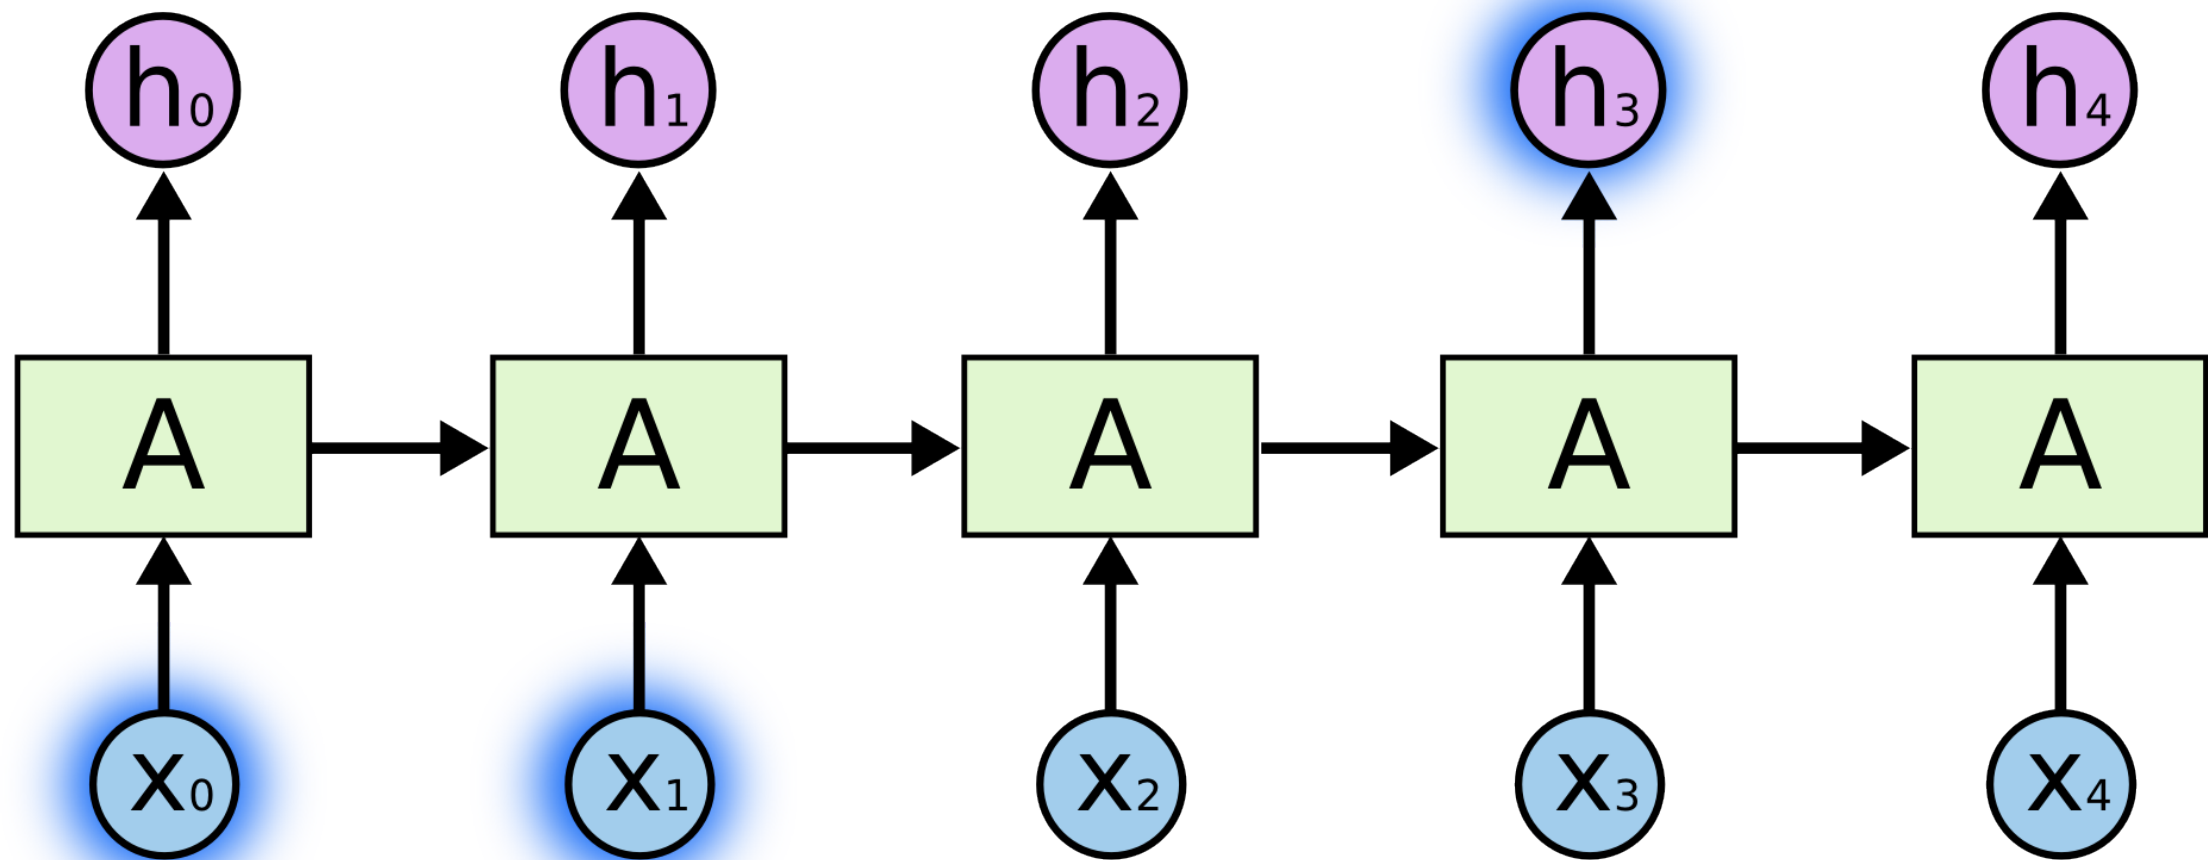 h₀ h₁ h₂ h₃ h₄
A A A A A
x₀ x₁ x₂ x₃ x₄